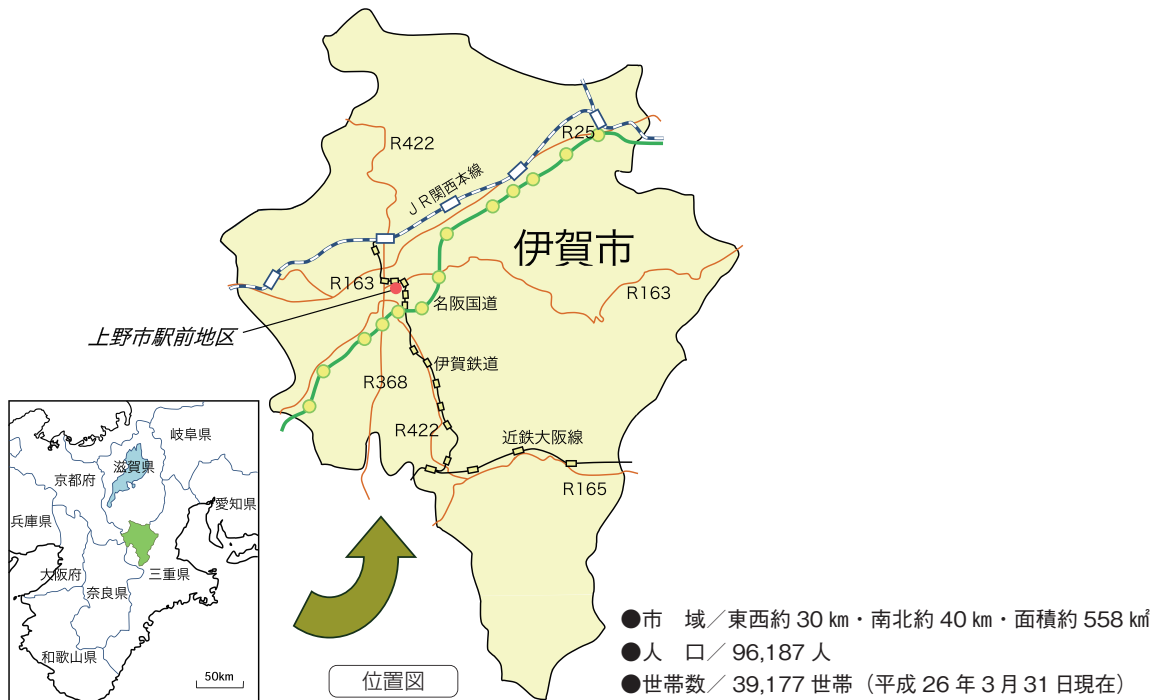 R422
R25
JR関西本線
伊賀市
R163
R163
名阪国道
上野市駅前地区
伊賀鉄道
R368
R422
近鉄大阪線
R165
岐阜県
滋賀県
京都府
愛知県
兵庫県
大阪府
三重県
奈良県
和歌山県
50km
位置図
●市　域／東西約 30 ㎞・南北約 40 ㎞・面積約 558 ㎢
●人　口／ 96,187 人
●世帯数／ 39,177 世帯（平成 26 年 3 月 31 日現在）